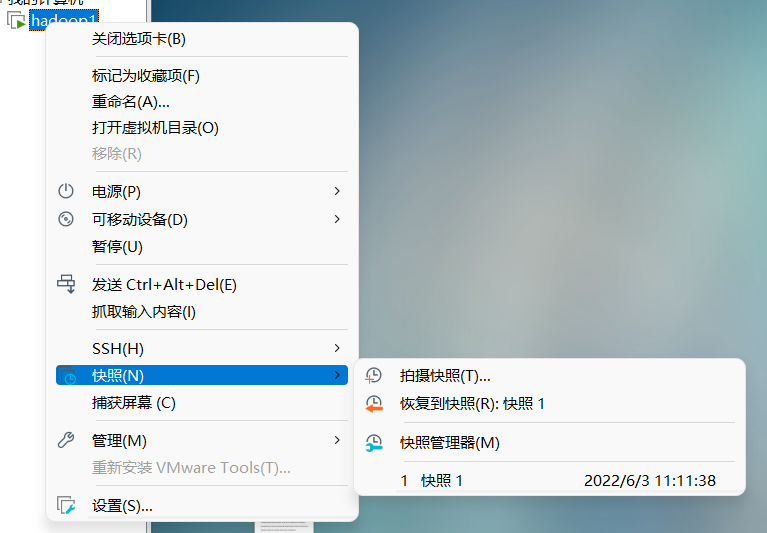 我的计算机
hadoop1
关闭选项卡(B)
标记为收藏项(F)
重命名(A)...
打开虚拟机目录(O)
移除(R)
电源(P)
可移动设备(D)
暂停(U)
发送 Ctrl+Alt+Del(E)
抓取输入内容(I)
SSH(H)
快照(N)
捕获屏幕 (C)
管理(M)
重新安装 VMware Tools(T)...
设置(S)...
拍摄快照(T)...
恢复到快照(R): 快照 1
快照管理器(M)
1 快照 1 2022/6/3 11:11:38